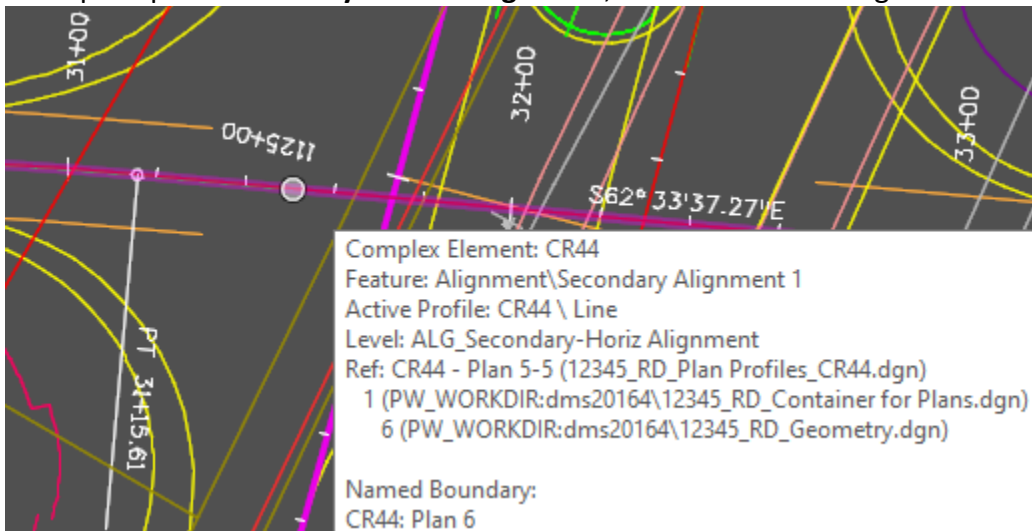 31+00
1125+00
32+00
33+00
S62°33'37.27"E
PT 31+15.61
Complex Element: CR44
Feature: Alignment\Secondary Alignment 1
Active Profile: CR44 \ Line
Level: ALG_Secondary-Horiz Alignment
Ref: CR44 - Plan 5-5 (12345_RD_Plan Profiles_CR44.dgn)
1 (PW_WORKDIR:dms20164\12345_RD_Container for Plans.dgn)
6 (PW_WORKDIR:dms20164\12345_RD_Geometry.dgn)
Named Boundary:
CR44: Plan 6